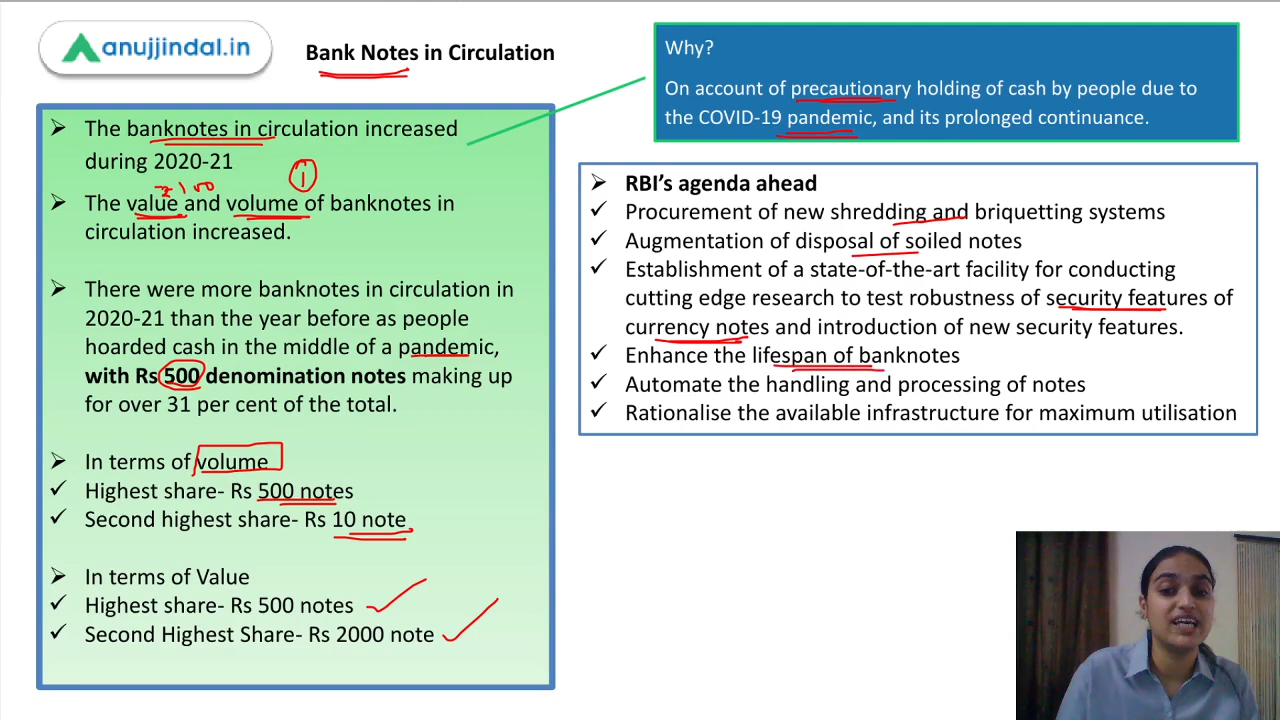 anujjindal.in
Bank Notes in Circulation
Why?
On account of precautionary holding of cash by people due to
the COVID-19 pandemic, and its prolonged continuance.
➢ The banknotes in circulation increased
during 2020-21
➢ The value and volume of banknotes in
circulation increased.
➢ There were more banknotes in circulation in
2020-21 than the year before as people
hoarded cash in the middle of a pandemic,
with Rs 500 denomination notes making up
for over 31 per cent of the total.
➢ In terms of volume
✓ Highest share- Rs 500 notes
✓ Second highest share- Rs 10 note
➢ In terms of Value
✓ Highest share- Rs 500 notes
✓ Second Highest Share- Rs 2000 note
➢ RBI’s agenda ahead
✓ Procurement of new shredding and briquetting systems
✓ Augmentation of disposal of soiled notes
✓ Establishment of a state-of-the-art facility for conducting
cutting edge research to test robustness of security features of
currency notes and introduction of new security features.
✓ Enhance the lifespan of banknotes
✓ Automate the handling and processing of notes
✓ Rationalise the available infrastructure for maximum utilisation